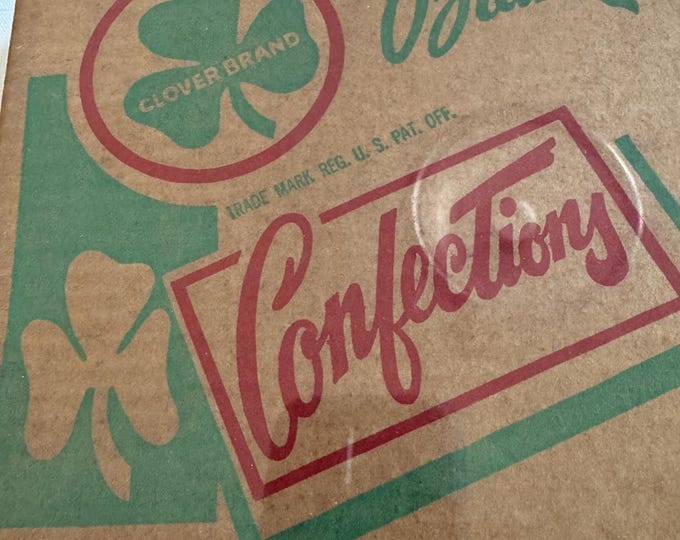 CLOVER BRAND
TRADE MARK REG. U. S. PAT. OFF.
Confections